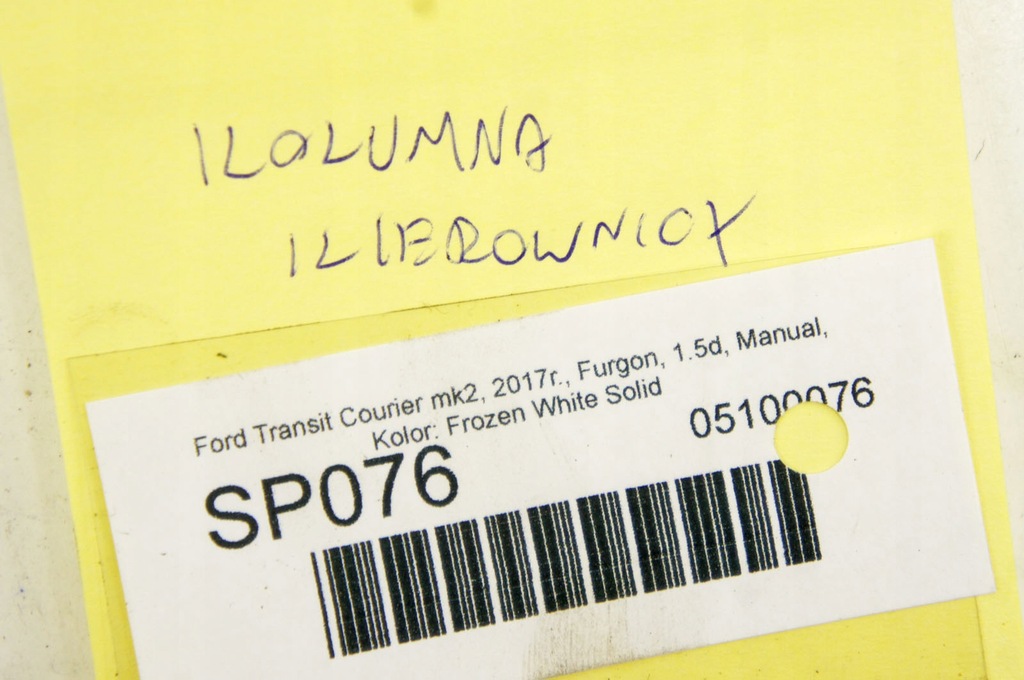 KOLUMNA
KIEROWNICY
Ford Transit Courier mk2, 2017r., Furgon, 1.5d, Manual,
Kolor: Frozen White Solid
SP076 05100076